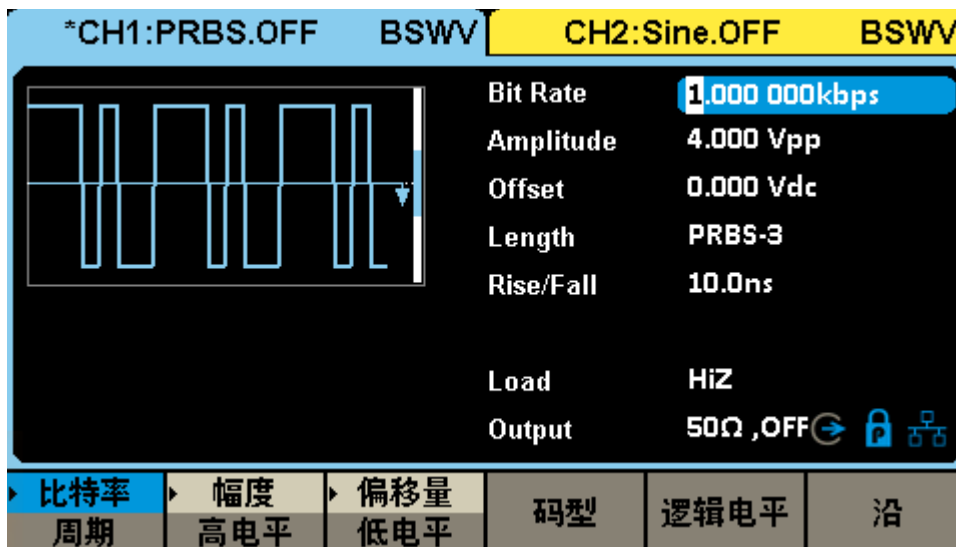 *CH1:PRBS.OFF BSWV CH2:Sine.OFF BSWV
Bit Rate 1.000 000kbps
Amplitude 4.000 Vpp
Offset 0.000 Vdc
Length PRBS-3
Rise/Fall 10.0ns
Load HiZ
Output 50Ω ,OFF P
比特率 幅度 偏移量 码型 逻辑电平 沿
周期 高电平 低电平